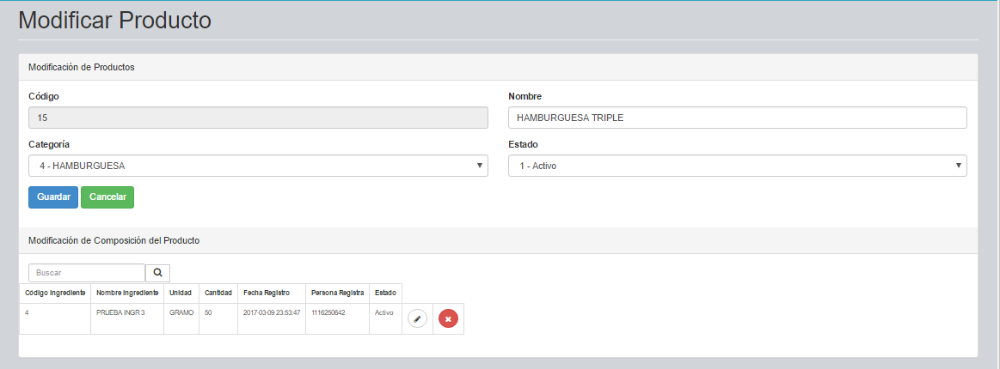 Modificar Producto
Modificación de Productos
Código
Nombre
15
HAMBURGUESA TRIPLE
Categoría
Estado
4 - HAMBURGUESA
1 - Activo
Guardar Cancelar
Modificación de Composición del Producto
Buscar
Código Ingrediente Nombre Ingrediente Unidad Cantidad Fecha Registro Persona Registra Estado
4 PRUEBA INGR 3 GRAMO 50 2017-03-09 23:53:47 1116250642 Activo